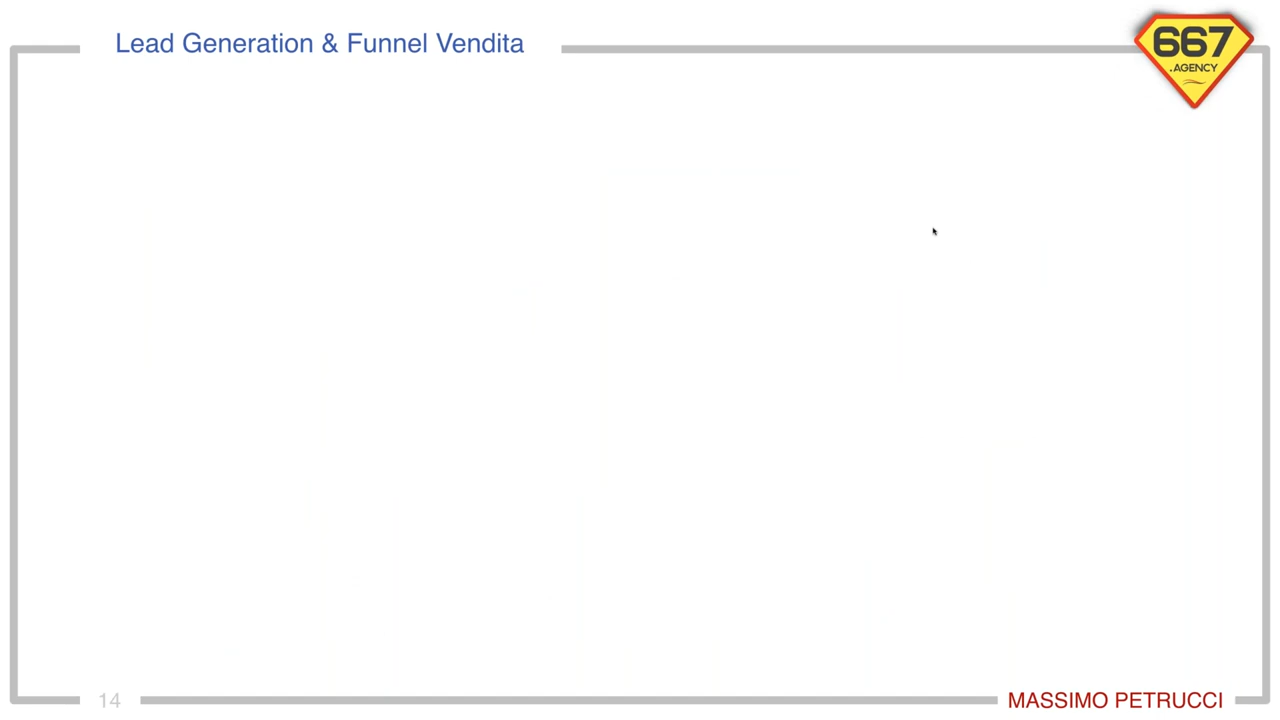 Lead Generation & Funnel Vendita
667
.AGENCY
14
MASSIMO PETRUCCI